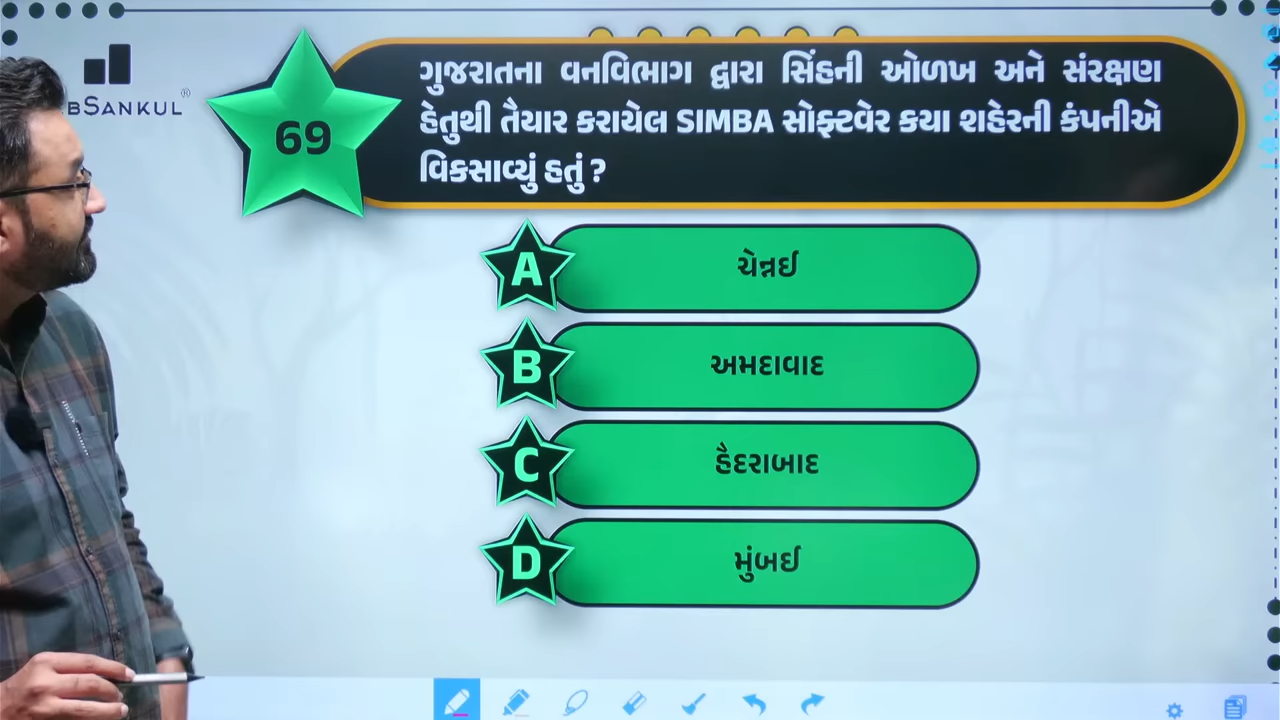 bSANKUL®
69
ગુજરાતના વનવિભાગ દ્વારા સિંહની ઓળખ અને સંરક્ષણ
હેતુથી તૈયાર કરાયેલ SIMBA સોફ્ટવેર કયા શહેરની કંપનીએ
વિકસાવ્યું હતું ?
A ચેન્નઈ
B અમદાવાદ
C હૈદરાબાદ
D મુંબઈ